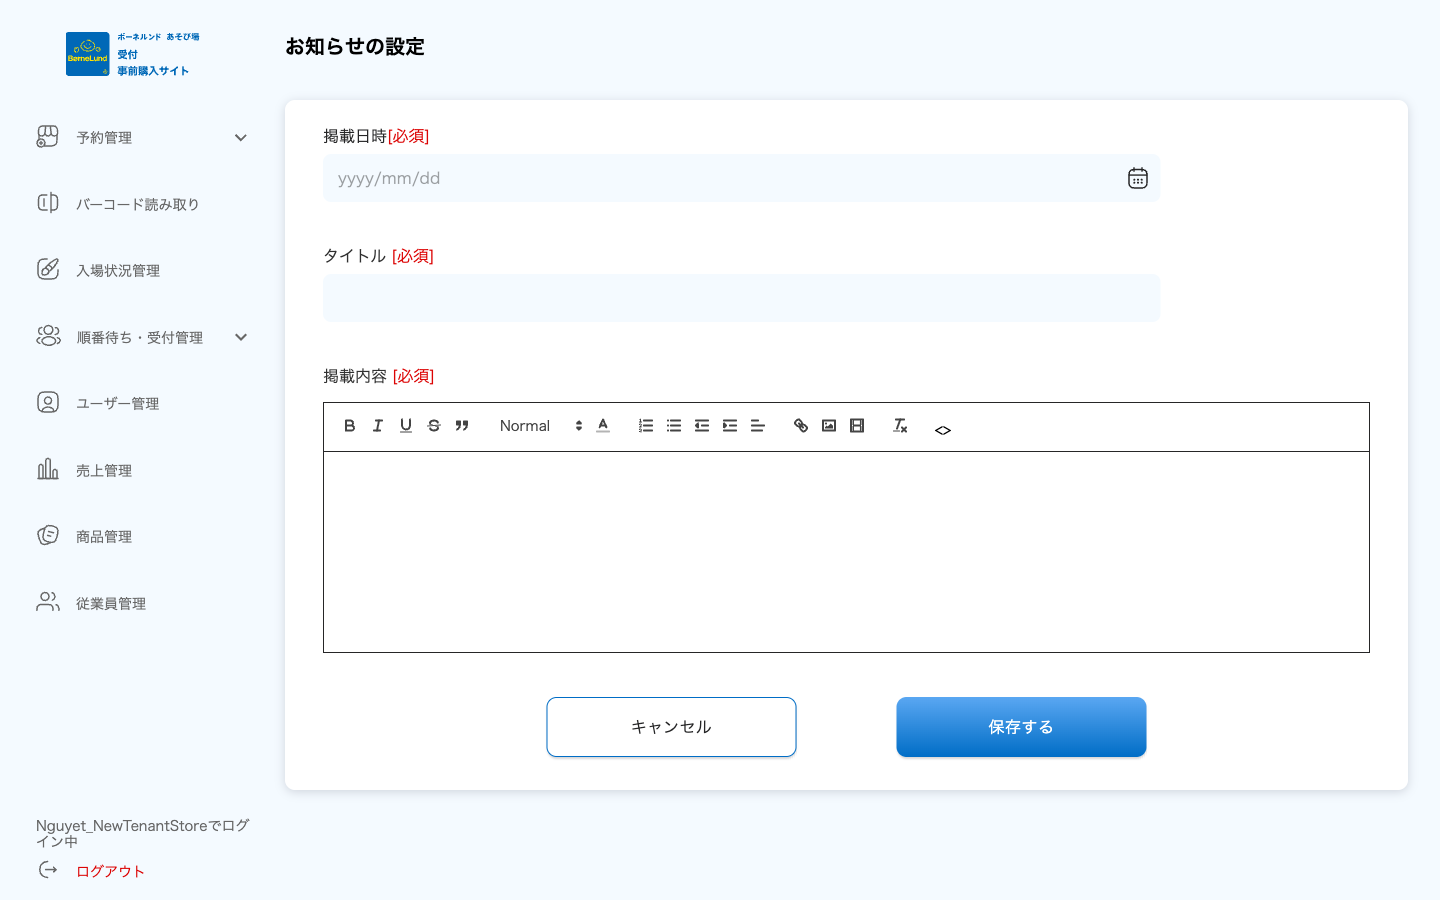 ボーネルンド あそび場
受付
事前購入サイト
BørneLund
お知らせの設定
予約管理
バーコード読み取り
入場状況管理
順番待ち・受付管理
ユーザー管理
売上管理
商品管理
従業員管理
Nguyet_NewTenantStoreでログ
イン中
ログアウト
掲載日時[必須]
yyyy/mm/dd
タイトル [必須]
掲載内容 [必須]
Normal
<>
キャンセル
保存する